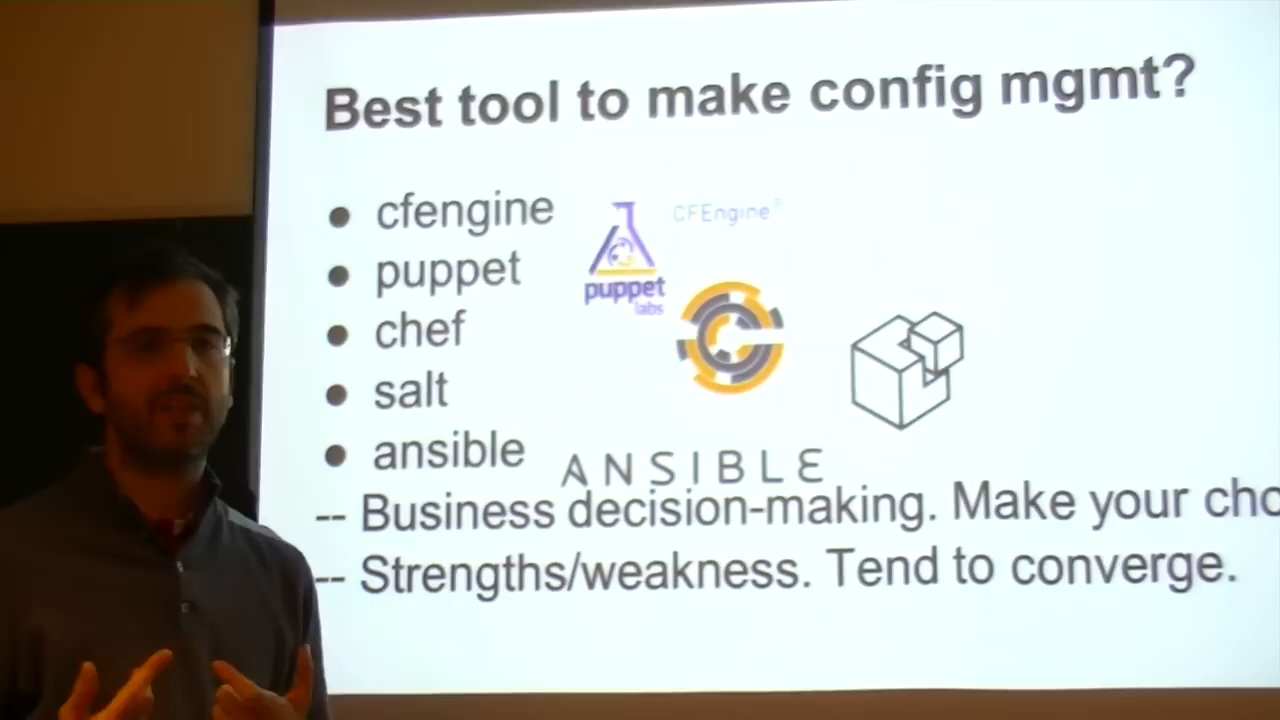 Best tool to make config mgmt?
● cfengine
CFEngine®
● puppet
puppet
labs
● chef
● salt
● ansible
ANSIBLE
-- Business decision-making. Make your cho
-- Strengths/weakness. Tend to converge.